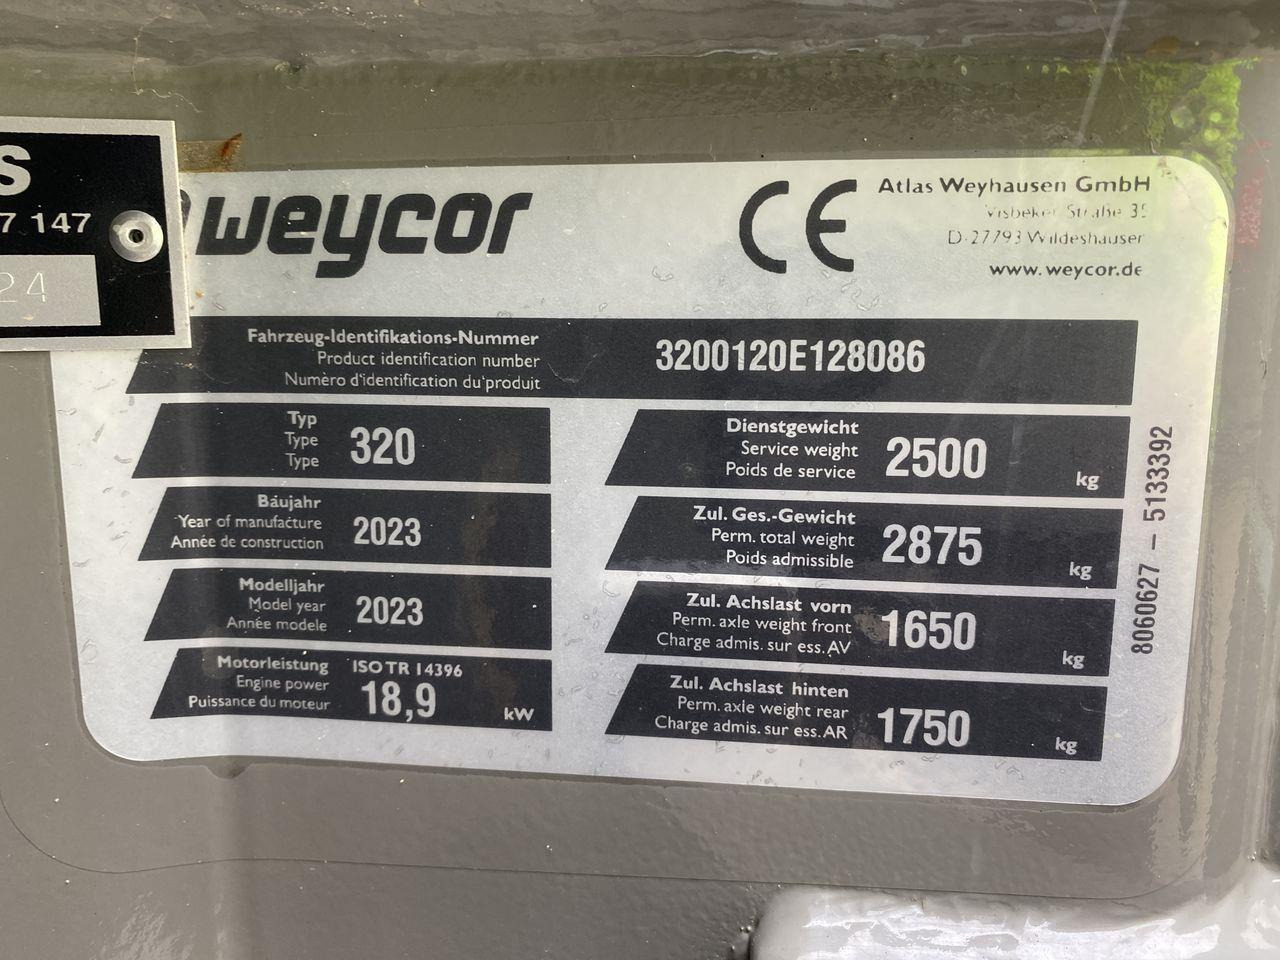 S
7 147
24
weycor
CE
Atlas Weyhausen GmbH
Visbeker Straße 35
D-27793 Wildeshauser
www.weycor.de
Fahrzeug-Identifikations-Nummer
Product identification number
Numèro d'identification du'produit
3200120E128086
Typ
Type
Type
320
Baujahr
Year of manufacture
Année de construction
2023
Modelljahr
Model year
Année modele
2023
Motorleistung
Engine power
Puissance du moteur
ISO TR 14396
18,9
kW
Dienstgewicht
Service weight
Poids de service
2500
kg
Zul. Ges.-Gewicht
Perm. total weight
Poids admissible
2875
kg
Zul. Achslast vorn
Perm. axle weight front
Charge admis. sur ess. AV
1650
kg
Zul. Achslast hinten
Perm. axle weight rear
Charge admis. sur ess. AR
1750
kg
8060627 – 5133392